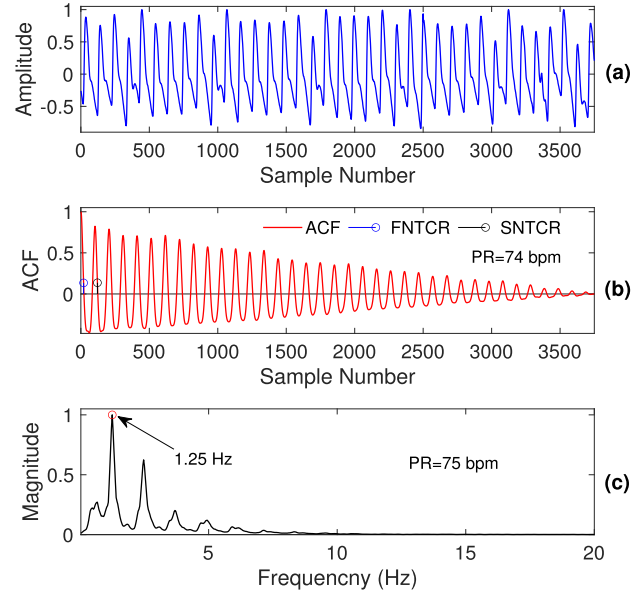 1
0.5
0
-0.5
Amplitude
0 500 1000 1500 2000 2500 3000 3500
Sample Number
(a)
1
0.5
0
ACF
ACF FNTCR SNTCR
PR=74 bpm
0 500 1000 1500 2000 2500 3000 3500
Sample Number
(b)
1
0.5
0
Magnitude
1.25 Hz
PR=75 bpm
5 10 15 20
Frequencny (Hz)
(c)